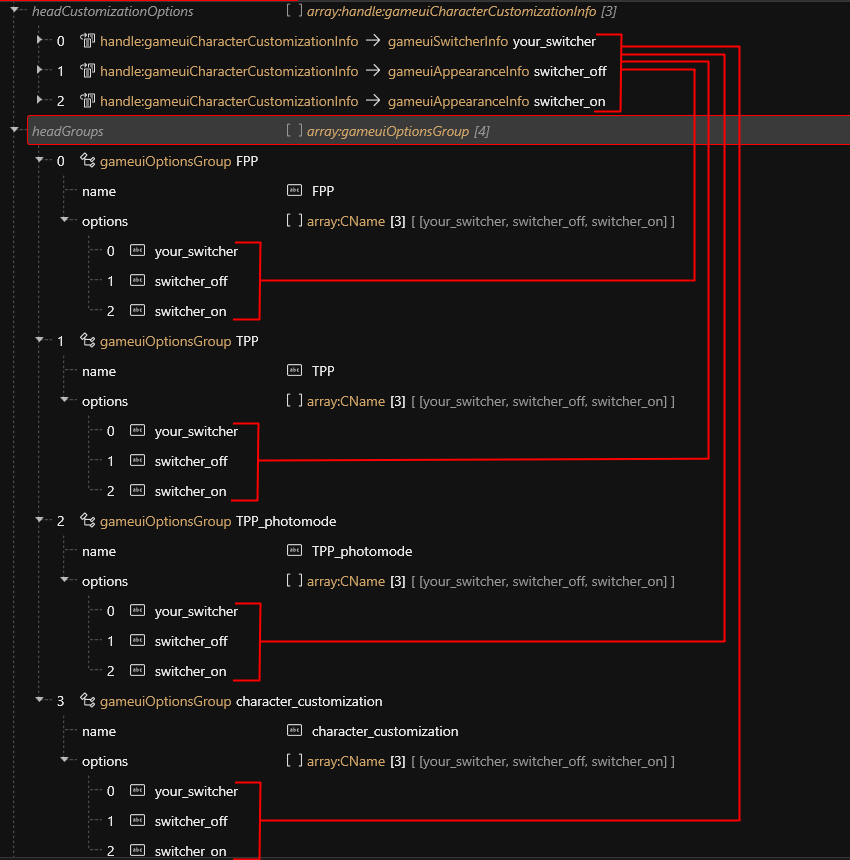 headCustomizationOptions [ ] array:handle:gameuiCharacterCustomizationInfo [3]
0 handle:gameuiCharacterCustomizationInfo → gameuiSwitcherInfo your_switcher
1 handle:gameuiCharacterCustomizationInfo → gameuiAppearanceInfo switcher_off
2 handle:gameuiCharacterCustomizationInfo → gameuiAppearanceInfo switcher_on
headGroups [ ] array:gameuiOptionsGroup [4]
0 gameuiOptionsGroup FPP
name abc FPP
options [ ] array:CName [3] [ [your_switcher, switcher_off, switcher_on] ]
0 abc your_switcher
1 abc switcher_off
2 abc switcher_on
1 gameuiOptionsGroup TPP
name abc TPP
options [ ] array:CName [3] [ [your_switcher, switcher_off, switcher_on] ]
0 abc your_switcher
1 abc switcher_off
2 abc switcher_on
2 gameuiOptionsGroup TPP_photomode
name abc TPP_photomode
options [ ] array:CName [3] [ [your_switcher, switcher_off, switcher_on] ]
0 abc your_switcher
1 abc switcher_off
2 abc switcher_on
3 gameuiOptionsGroup character_customization
name abc character_customization
options [ ] array:CName [3] [ [your_switcher, switcher_off, switcher_on] ]
0 abc your_switcher
1 abc switcher_off
2 abc switcher_on